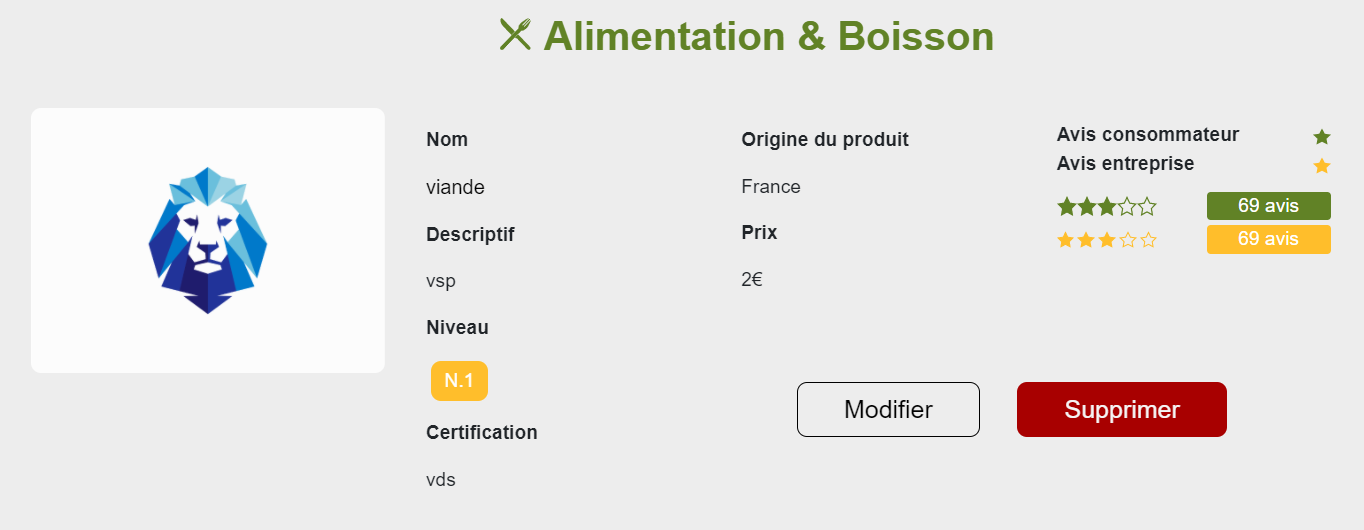 Alimentation & Boisson
Nom
viande
Descriptif
vsp
Niveau
N.1
Certification
vds
Origine du produit
France
Prix
2€
Avis consommateur
Avis entreprise
69 avis
69 avis
Modifier
Supprimer